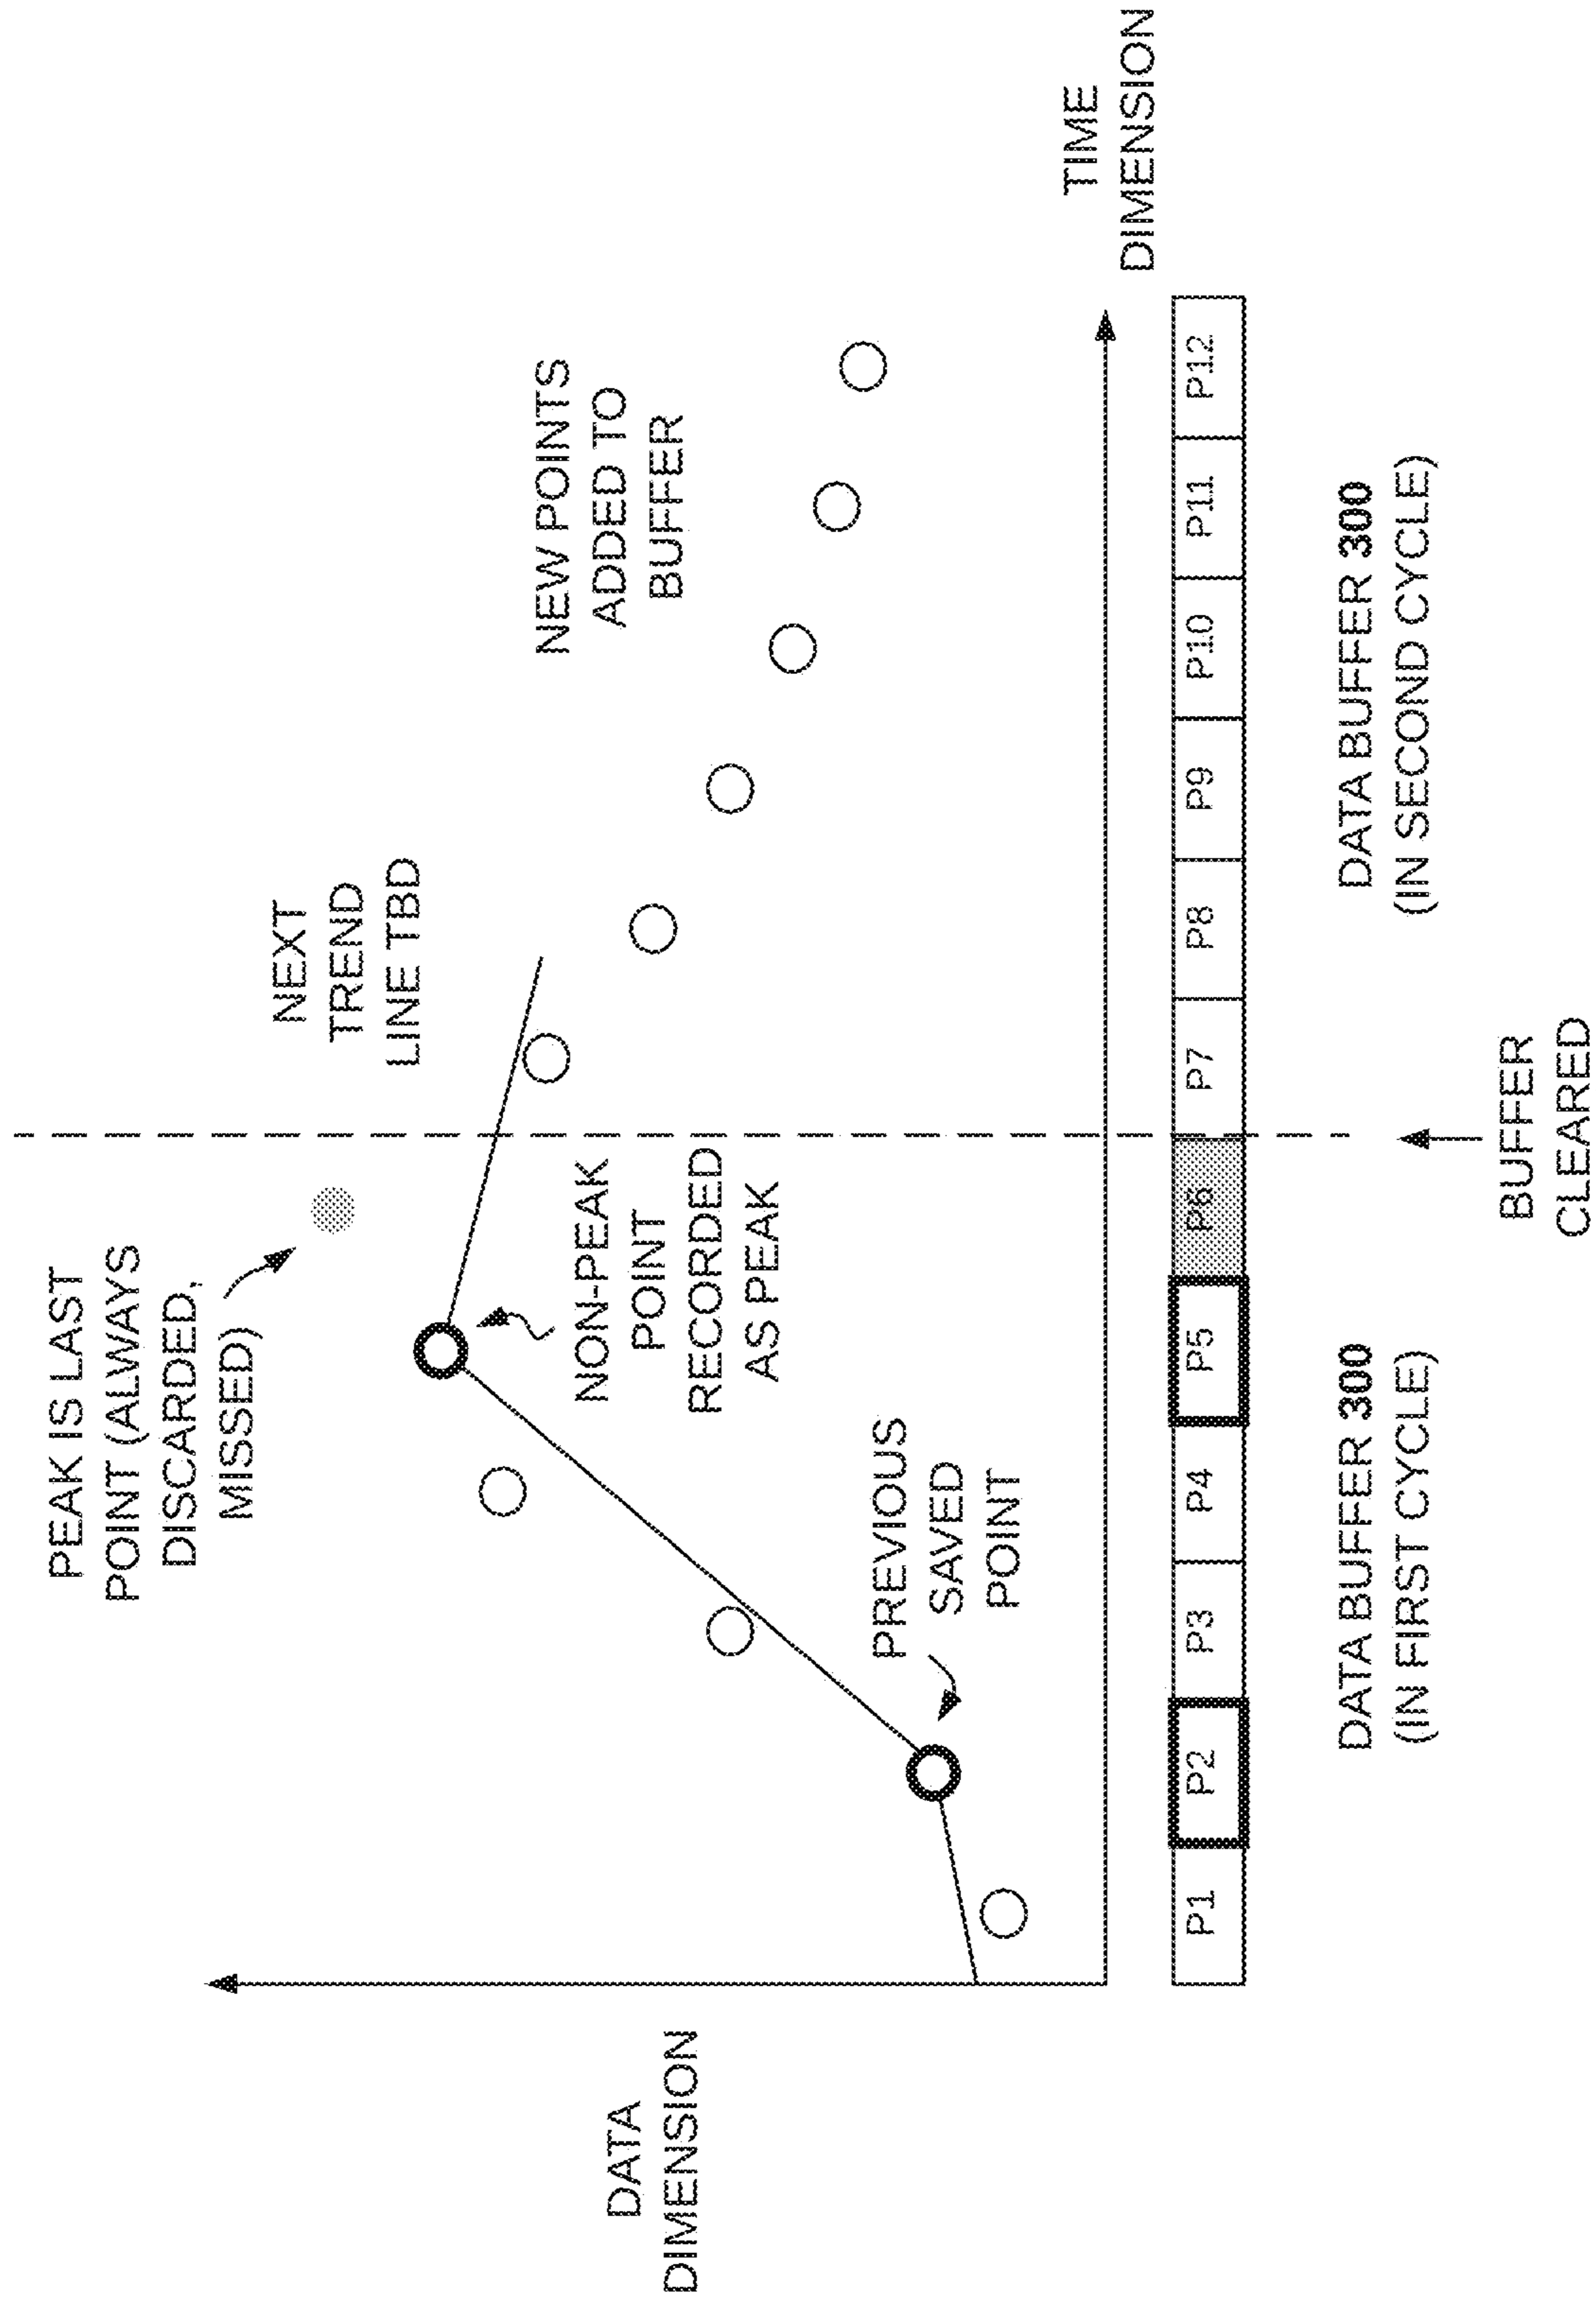 PEAK IS LAST
POINT (ALWAYS
DISCARDED,
MISSED)
NEXT
TREND
LINE TBD
NEW POINTS
ADDED TO
BUFFER
NON-PEAK
POINT
RECORDED
AS PEAK
PREVIOUS
SAVED
POINT
DATA
DIMENSION
TIME
DIMENSION
P1
P2
P3
P4
P5
P6
P7
P8
P9
P10
P11
P12
DATA BUFFER 300
(IN FIRST CYCLE)
DATA BUFFER 300
(IN SECOND CYCLE)
BUFFER
CLEARED